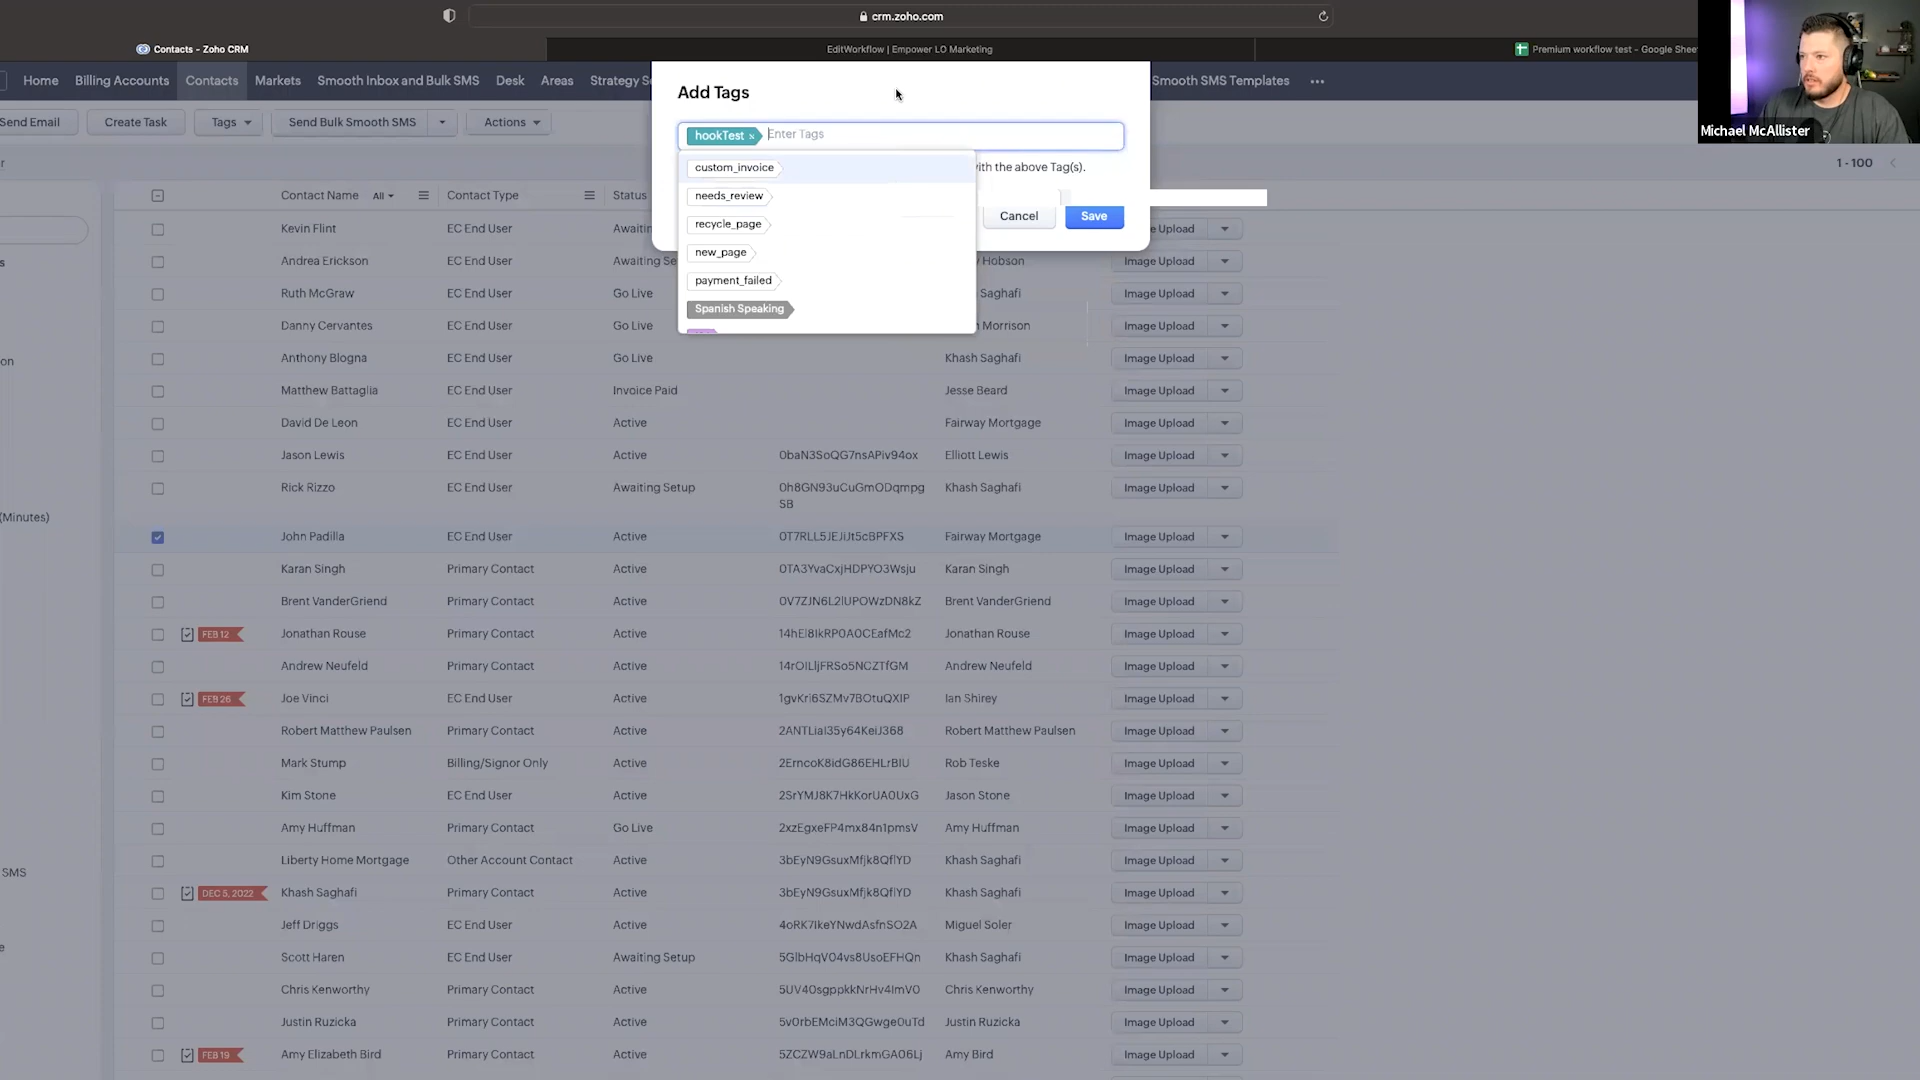 crm.zoho.com
Contacts - Zoho CRM
EditWorkflow | Empower LO Marketing
Premium workflow test - Google Sheet
Home Billing Accounts Contacts Markets Smooth Inbox and Bulk SMS Desk Areas Strategy S Smooth SMS Templates •••
Add Tags
hookTest × Enter Tags
Send Email Create Task Tags Send Bulk Smooth SMS Actions
Michael McAllister
custom_invoice
with the above Tag(s).
1 - 100
needs_review
recycle_page
Cancel Save
new_page
payment_failed
Spanish Speaking
Contact Name All Contact Type Status
Kevin Flint EC End User Awaitin e Upload
Andrea Erickson EC End User Awaiting Se y Hobson Image Upload
Ruth McGraw EC End User Go Live Saghafi Image Upload
Danny Cervantes EC End User Go Live n Morrison Image Upload
on
Anthony Blogna EC End User Go Live Khash Saghafi Image Upload
Matthew Battaglia EC End User Invoice Paid Jesse Beard Image Upload
David De Leon EC End User Active Fairway Mortgage Image Upload
Jason Lewis EC End User Active 0baN3SoQG7nsAPiv94ox Elliott Lewis Image Upload
Rick Rizzo EC End User Awaiting Setup 0h8GN93uCuGmODqmpg Khash Saghafi Image Upload
SB
(Minutes)
John Padilla EC End User Active 0T7RLL5JEJiJt5cBPFXS Fairway Mortgage Image Upload
Karan Singh Primary Contact Active 0TA3YvaCxjHDPYO3Wsju Karan Singh Image Upload
Brent VanderGriend Primary Contact Active 0V7ZJN6L2lUPOWzDN8kZ Brent VanderGriend Image Upload
FEB 12 Jonathan Rouse Primary Contact Active 14hEI8IkRP0A0CEafMc2 Jonathan Rouse Image Upload
Andrew Neufeld Primary Contact Active 14rOILljFRSo5NCZTfGM Andrew Neufeld Image Upload
FEB 26 Joe Vinci EC End User Active 1gvKri6SZMv7BOtuQXIP Ian Shirey Image Upload
Robert Matthew Paulsen Primary Contact Active 2ANTLiaI35y64KeiJ368 Robert Matthew Paulsen Image Upload
Mark Stump Billing/Signor Only Active 2ErncoK8idG86EHLrBIU Rob Teske Image Upload
Kim Stone EC End User Active 2SrYMJ8K7HkKorUA0UxG Jason Stone Image Upload
Amy Huffman Primary Contact Go Live 2xzEgxeFP4mx84n1pmsV Amy Huffman Image Upload
Liberty Home Mortgage Other Account Contact Active 3bEyN9GsuxMfjk8QflYD Khash Saghafi Image Upload
SMS
DEC 5, 2022 Khash Saghafi Primary Contact Active 3bEyN9GsuxMfjk8QflYD Khash Saghafi Image Upload
Jeff Driggs EC End User Active 4oRK7IkeYNwdAsfnSO2A Miguel Soler Image Upload
Scott Haren EC End User Awaiting Setup 5GlbHqV04vs8UsoEFHQn Khash Saghafi Image Upload
Chris Kenworthy Primary Contact Active 5UV40sgppkkNrHv4ImV0 Chris Kenworthy Image Upload
Justin Ruzicka Primary Contact Active 5v0rbEMciM3QGwge0uTd Justin Ruzicka Image Upload
FEB 19 Amy Elizabeth Bird Primary Contact Active 5ZCZW9aLnDLrkmGA06Lj Amy Bird Image Upload